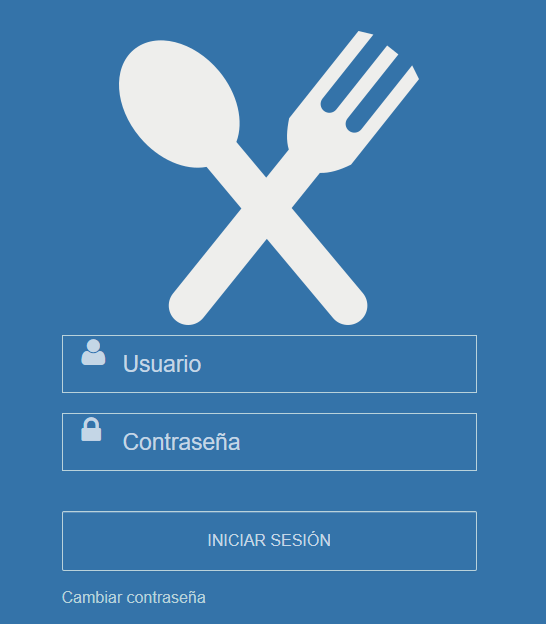 Usuario
Contraseña
INICIAR SESIÓN
Cambiar contraseña